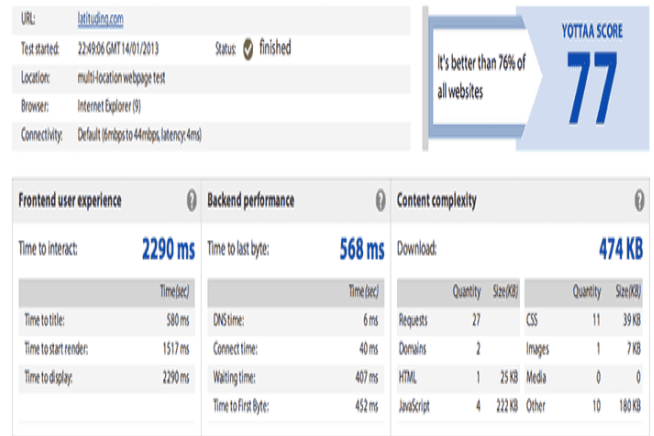 URL: latituding.com
Test started: 22:49:06 GMT 14/01/2013 Status: finished
Location: multi-location webpage test
Browser: Internet Explorer (9)
Connectivity: Default (6mbps to 44mbps, latency: 4ms)
It's better than 76% of
all websites
YOTTAA SCORE
77
Frontend user experience ?
Time to interact: 2290 ms
Time(sec)
Time to title: 580 ms
Time to start render: 1517 ms
Time to display: 2290 ms
Backend performance ?
Time to last byte: 568 ms
Time (sec)
DNS time: 6 ms
Connect time: 40 ms
Waiting time: 407 ms
Time to First Byte: 452 ms
Content complexity ?
Download: 474 KB
Quantity Size(KB) Quantity Size(KB)
Requests 27 CSS 11 39 KB
Domains 2 Images 1 7 KB
HTML 1 25 KB Media 0 0
JavaScript 4 222 KB Other 10 180 KB